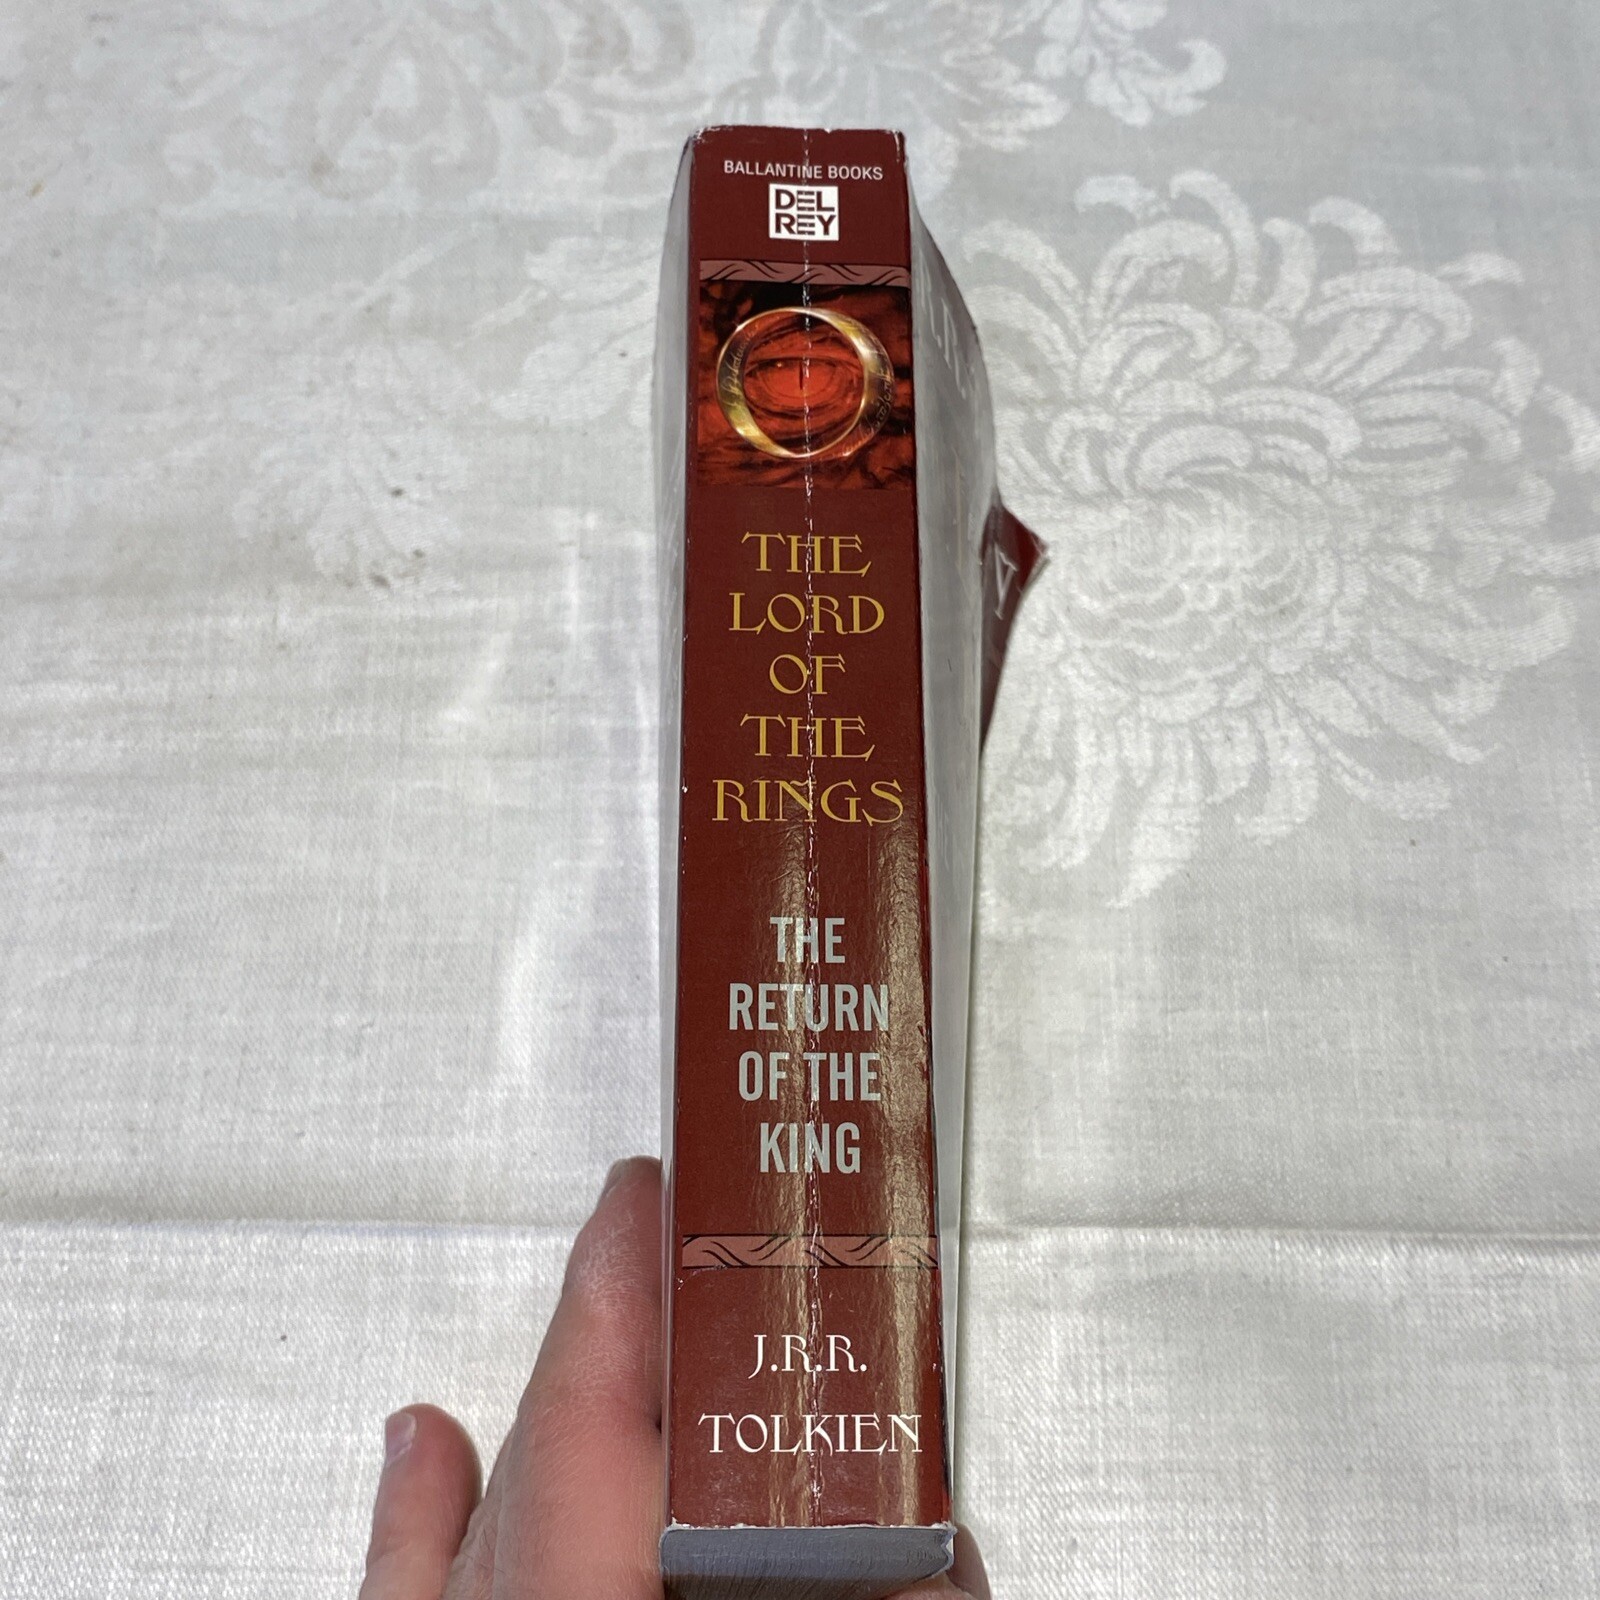 BALLANTINE BOOKS
DEL
REY
THE
LORD
OF
THE
RINGS
THE
RETURN
OF THE
KING
J.R.R.
TOLKIEN